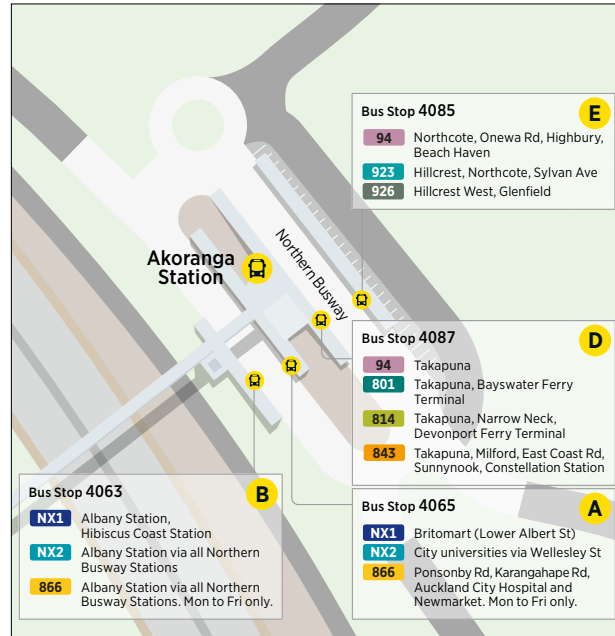 Bus Stop 4085
E
94 Northcote, Onewa Rd, Highbury,
Beach Haven
923 Hillcrest, Northcote, Sylvan Ave
926 Hillcrest West, Glenfield
Akoranga
Station
Northern Busway
Bus Stop 4087
D
94 Takapuna
801 Takapuna, Bayswater Ferry
Terminal
814 Takapuna, Narrow Neck,
Devonport Ferry Terminal
843 Takapuna, Milford, East Coast Rd,
Sunnynook, Constellation Station
Bus Stop 4063
B
NX1 Albany Station,
Hibiscus Coast Station
NX2 Albany Station via all Northern
Busway Stations
866 Albany Station via all Northern
Busway Stations. Mon to Fri only.
Bus Stop 4065
A
NX1 Britomart (Lower Albert St)
NX2 City universities via Wellesley St
866 Ponsonby Rd, Karangahape Rd,
Auckland City Hospital and
Newmarket. Mon to Fri only.